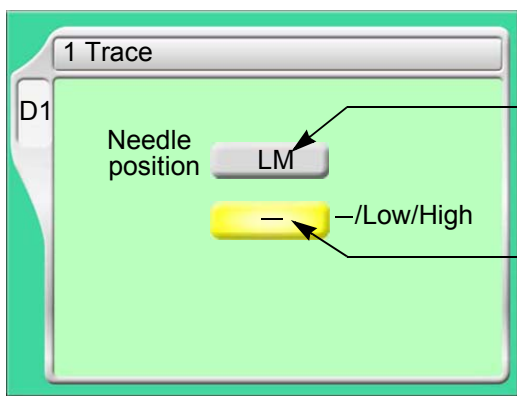 1 Trace
D1
Needle
position
LM
—
–/Low/High